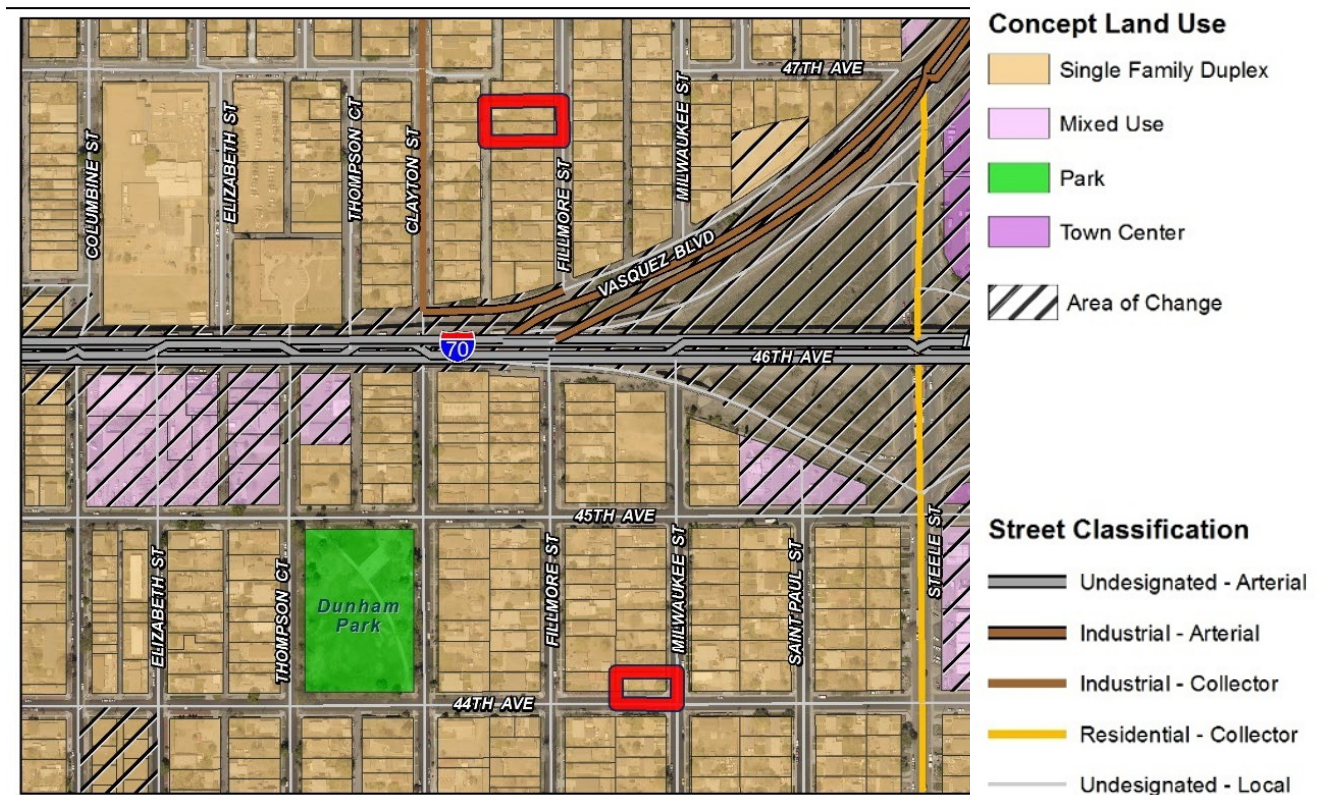 47TH AVE
COLUMBINE ST
ELIZABETH ST
THOMPSON CT
CLAYTON ST
FILLMORE ST
MILWAUKEE ST
VASQUEZ BLVD
70
46TH AVE
45TH AVE
ELIZABETH ST
THOMPSON CT
Dunham
Park
FILLMORE ST
MILWAUKEE ST
SAINT PAUL ST
STEELE ST
44TH AVE
Concept Land Use
Single Family Duplex
Mixed Use
Park
Town Center
Area of Change
Street Classification
Undesignated - Arterial
Industrial - Arterial
Industrial - Collector
Residential - Collector
Undesignated - Local